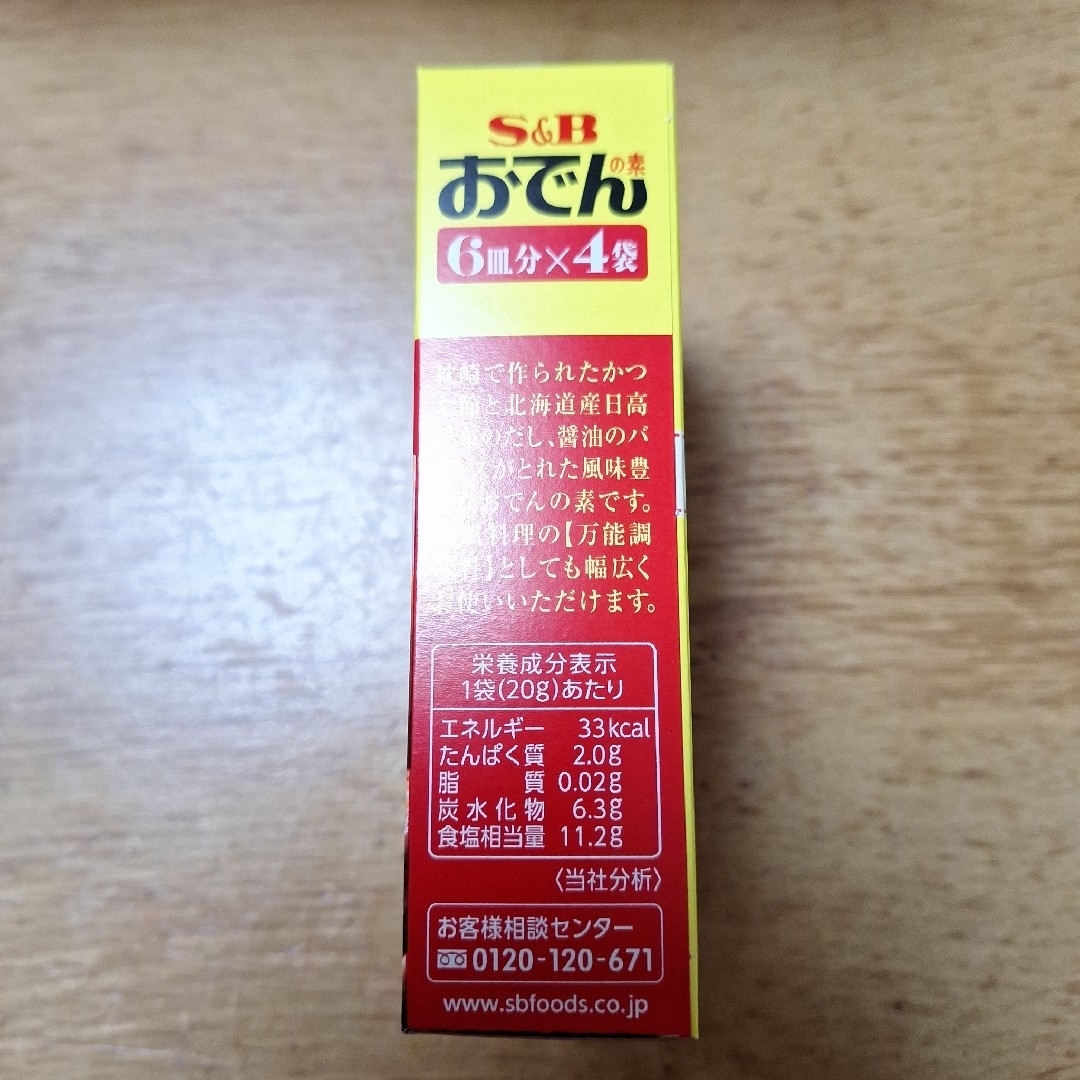 S&B
おでんの素
6皿分×4袋
崎で作られたかつ
と北海道産日高
のだし、醤油のバ
がとれた風味豊
でんの素です。
料理の【万能調
】としても幅広く
お使いいただけます。
栄養成分表示
1袋(20g)あたり
エネルギー 33kcal
たんぱく質 2.0g
脂質 0.02g
炭水化物 6.3g
食塩相当量 11.2g
〈当社分析〉
お客様相談センター
0120-120-671
www.sbfoods.co.jp